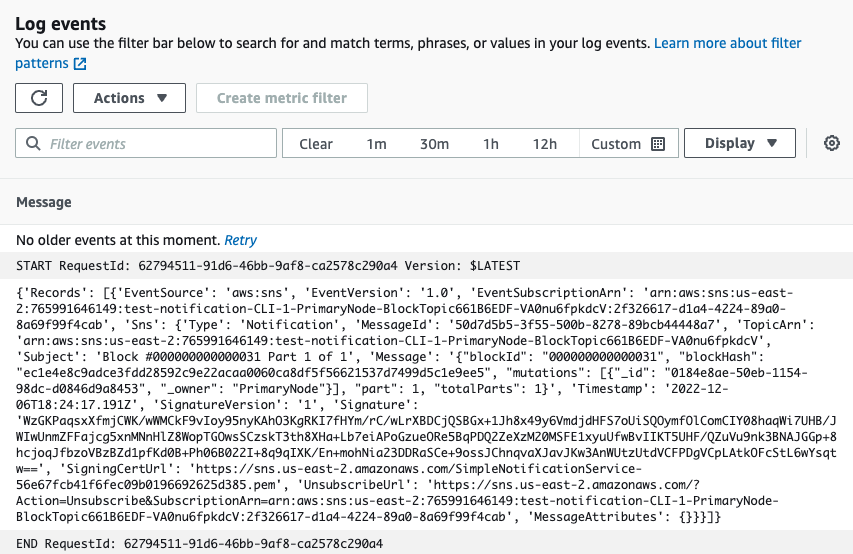 Log events
You can use the filter bar below to search for and match terms, phrases, or values in your log events. Learn more about filter
patterns
Actions
Create metric filter
Filter events
Clear 1m 30m 1h 12h Custom
Display
Message
No older events at this moment. Retry
START RequestId: 62794511-91d6-46bb-9af8-ca2578c290a4 Version: $LATEST
{'Records': [{'EventSource': 'aws:sns', 'EventVersion': '1.0', 'EventSubscriptionArn': 'arn:aws:sns:us-east-
2:765991646149:test-notification-CLI-1-PrimaryNode-BlockTopic661B6EDF-VA0nu6fpkdcV:2f326617-d1a4-4224-89a0-
8a69f99f4cab', 'Sns': {'Type': 'Notification', 'MessageId': '50d7d5b5-3f55-500b-8278-89bcb44448a7', 'TopicArn':
'arn:aws:sns:us-east-2:765991646149:test-notification-CLI-1-PrimaryNode-BlockTopic661B6EDF-VA0nu6fpkdcV',
'Subject': 'Block #000000000000031 Part 1 of 1', 'Message': '{"blockId": "000000000000031", "blockHash":
"ec1e4e8c9adce3fdd28592c9e22acaa0060ca8df5f56621537d7499d5c1e9ee5", "mutations": [{"_id": "0184e8ae-50eb-1154-
98dc-d0846d9a8453", "_owner": "PrimaryNode"}], "part": 1, "totalParts": 1}', 'Timestamp': '2022-12-
06T18:24:17.191Z', 'SignatureVersion': '1', 'Signature':
'WzGKPaqsxXfmjCWK/wWMCkF9vIoy95nyKAhO3KgRKI7fHYm/rC/wLrXBDCjQSBGx+1Jh8x49y6VmdjdHFS7oUiSQOymfOlComCIY08haqWi7UHB/J
WIwUnmZFFajcg5xnMNnHlZ8WopTGOwsSCzskT3th8XHa+Lb7eiAPoGzueORe5BqPDQ2ZeXzM20MSFE1xyuUfwBvIIKT5UHF/QZuVu9nk3BNAJGGp+8
hcjoqJfbzoVBzBZd1pfKd0B+Ph06B02ZI+8q9qIXK/En+mohNia23DDRaSCe+9ossJChnqvaXJavJKw3AnWUtzUtdVCFPDgVCpLAtkOFcStL6wYsqt
w==', 'SigningCertUrl': 'https://sns.us-east-2.amazonaws.com/SimpleNotificationService-
56e67fcb41f6fec09b0196692625d385.pem', 'UnsubscribeUrl': 'https://sns.us-east-2.amazonaws.com/?
Action=Unsubscribe&SubscriptionArn=arn:aws:sns:us-east-2:765991646149:test-notification-CLI-1-PrimaryNode-
BlockTopic661B6EDF-VA0nu6fpkdcV:2f326617-d1a4-4224-89a0-8a69f99f4cab', 'MessageAttributes': {}}}]}
END RequestId: 62794511-91d6-46bb-9af8-ca2578c290a4